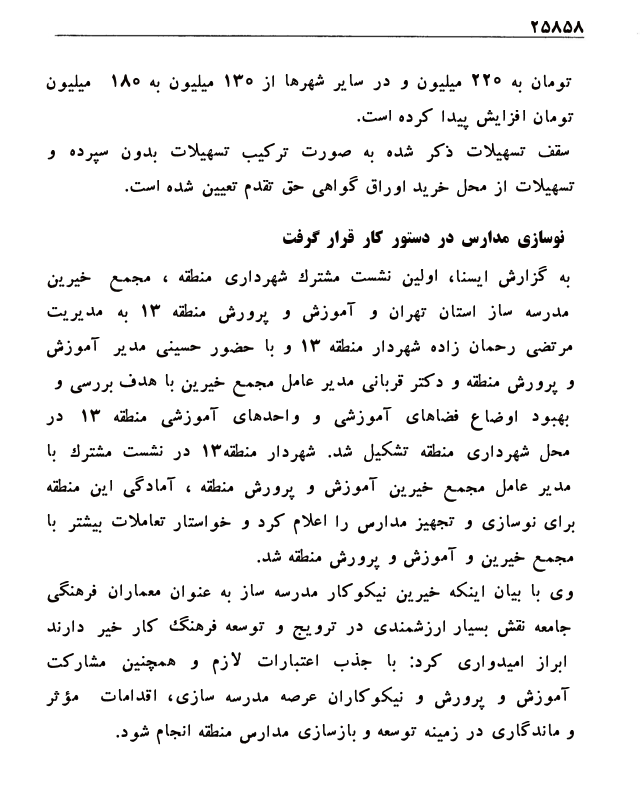 ۲۵۸۵۸
تومان به ۲۲۰ میلیون و در سایر شهرها از ۱۳۰ میلیون به ۱۸۰ میلیون
تومان افزایش پیدا کرده است.
سقف تسهیلات ذکر شده به صورت ترکیب تسهیلات بدون سپرده و
تسهیلات از محل خرید اوراق گواهی حق تقدم تعیین شده است.
نوسازی مدارس در دستور کار قرار گرفت
به گزارش ایسنا، اولین نشست مشترك شهرداری منطقه ، مجمع خیرین
مدرسه ساز استان تهران و آموزش و پرورش منطقه ۱۳ به مدیریت
مرتضی رحمان زاده شهردار منطقه ۱۳ و با حضور حسینی مدیر آموزش
و پرورش منطقه و دکتر قربانی مدیر عامل مجمع خیرین با هدف بررسی و
بهبود اوضاع فضاهای آموزشی و واحدهای آموزشی منطقه ۱۳ در
محل شهرداری منطقه تشکیل شد. شهردار منطقه۱۳ در نشست مشترك با
مدیر عامل مجمع خیرین آموزش و پرورش منطقه ، آمادگی این منطقه
برای نوسازی و تجهیز مدارس را اعلام کرد و خواستار تعاملات بیشتر با
مجمع خیرین و آموزش و پرورش منطقه شد.
وی با بیان اینکه خیرین نیکوکار مدرسه ساز به عنوان معماران فرهنگی
جامعه نقش بسیار ارزشمندی در ترویج و توسعه فرهنگ کار خیر دارند
ابراز امیدواری کرد: با جذب اعتبارات لازم و همچنین مشارکت
آموزش و پرورش و نیکوکاران عرصه مدرسه سازی، اقدامات مؤثر
و ماندگاری در زمینه توسعه و بازسازی مدارس منطقه انجام شود.